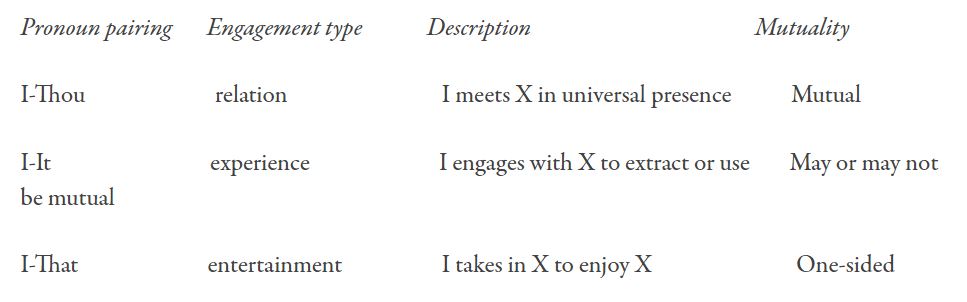 Pronoun pairing Engagement type Description Mutuality
I-Thou relation I meets X in universal presence Mutual
I-It experience I engages with X to extract or use May or may not
be mutual
I-That entertainment I takes in X to enjoy X One-sided